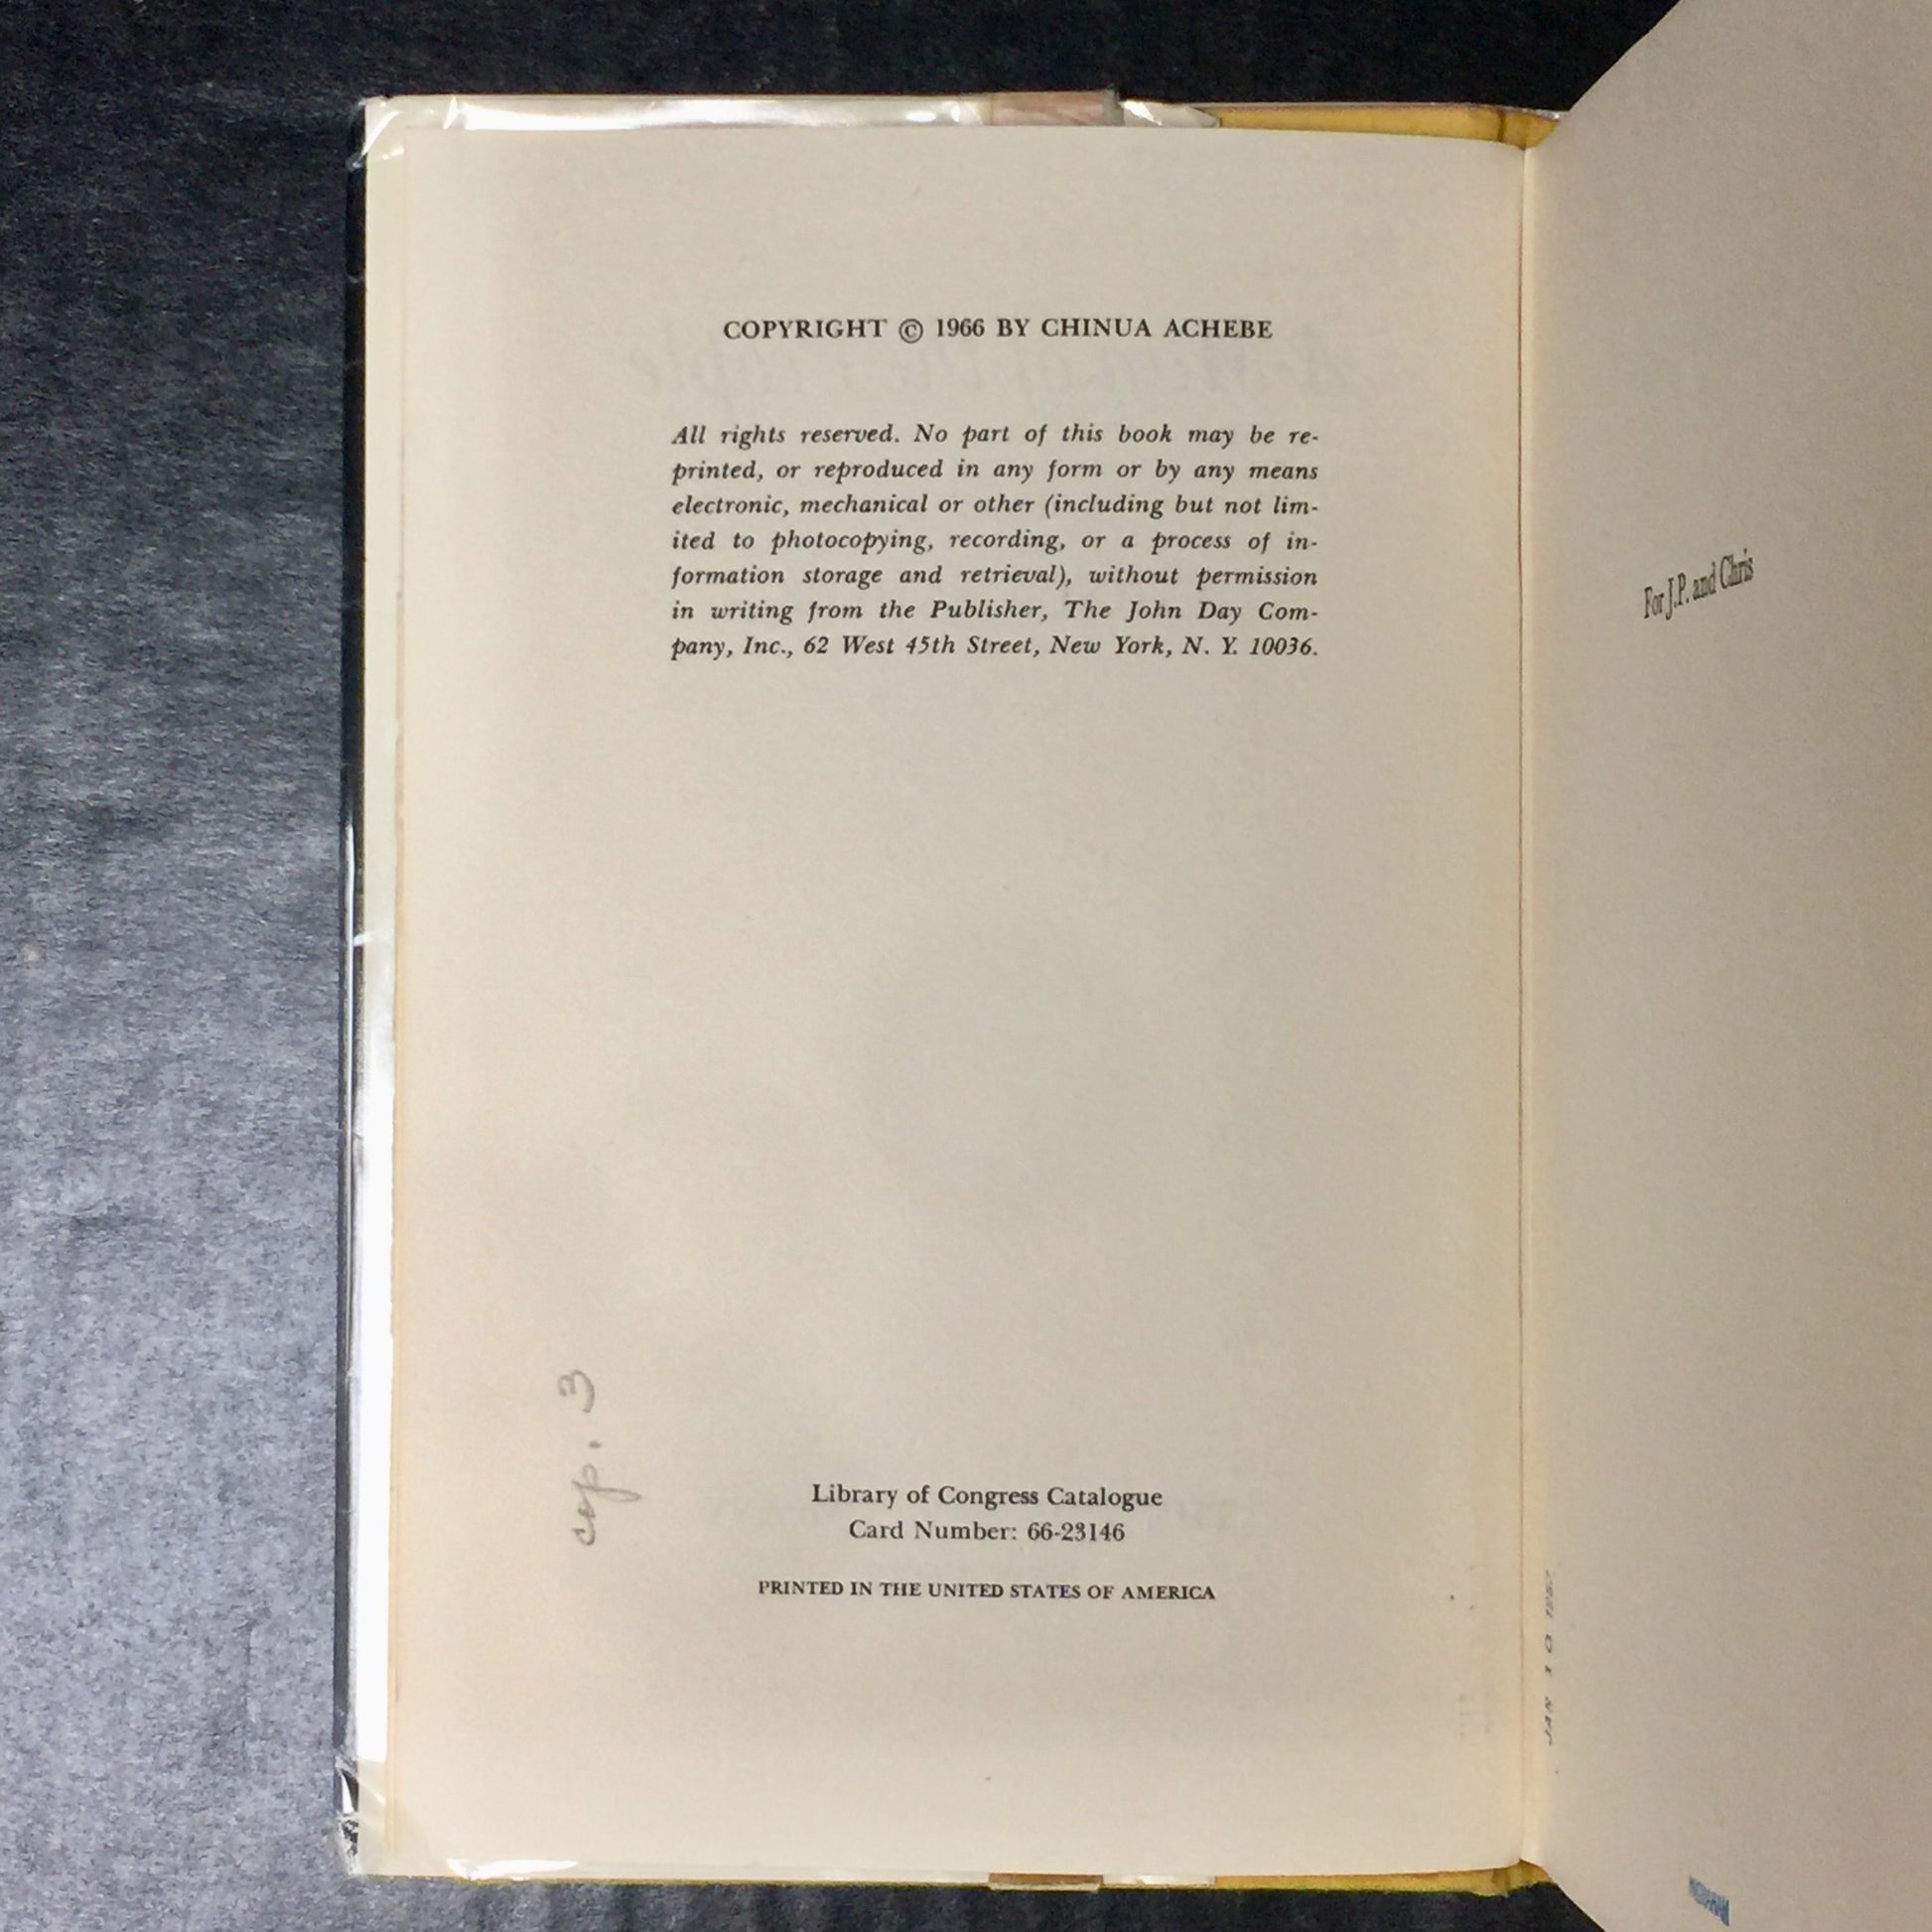 COPYRIGHT © 1966 BY CHINUA ACHEBE
All rights reserved. No part of this book may be re-
printed, or reproduced in any form or by any means
electronic, mechanical or other (including but not lim-
ited to photocopying, recording, or a process of in-
formation storage and retrieval), without permission
in writing from the Publisher, The John Day Com-
pany, Inc., 62 West 45th Street, New York, N. Y. 10036.
cop. 3
Library of Congress Catalogue
Card Number: 66-23146
PRINTED IN THE UNITED STATES OF AMERICA
For J.P. and Chris
JAN 10